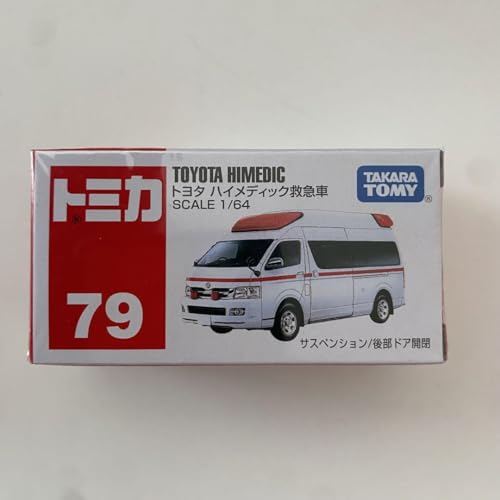 トミカ®
79
TOYOTA HIMEDIC
トヨタ ハイメディック救急車
SCALE 1/64
TAKARA
TOMY®
サスペンション/後部ドア開閉